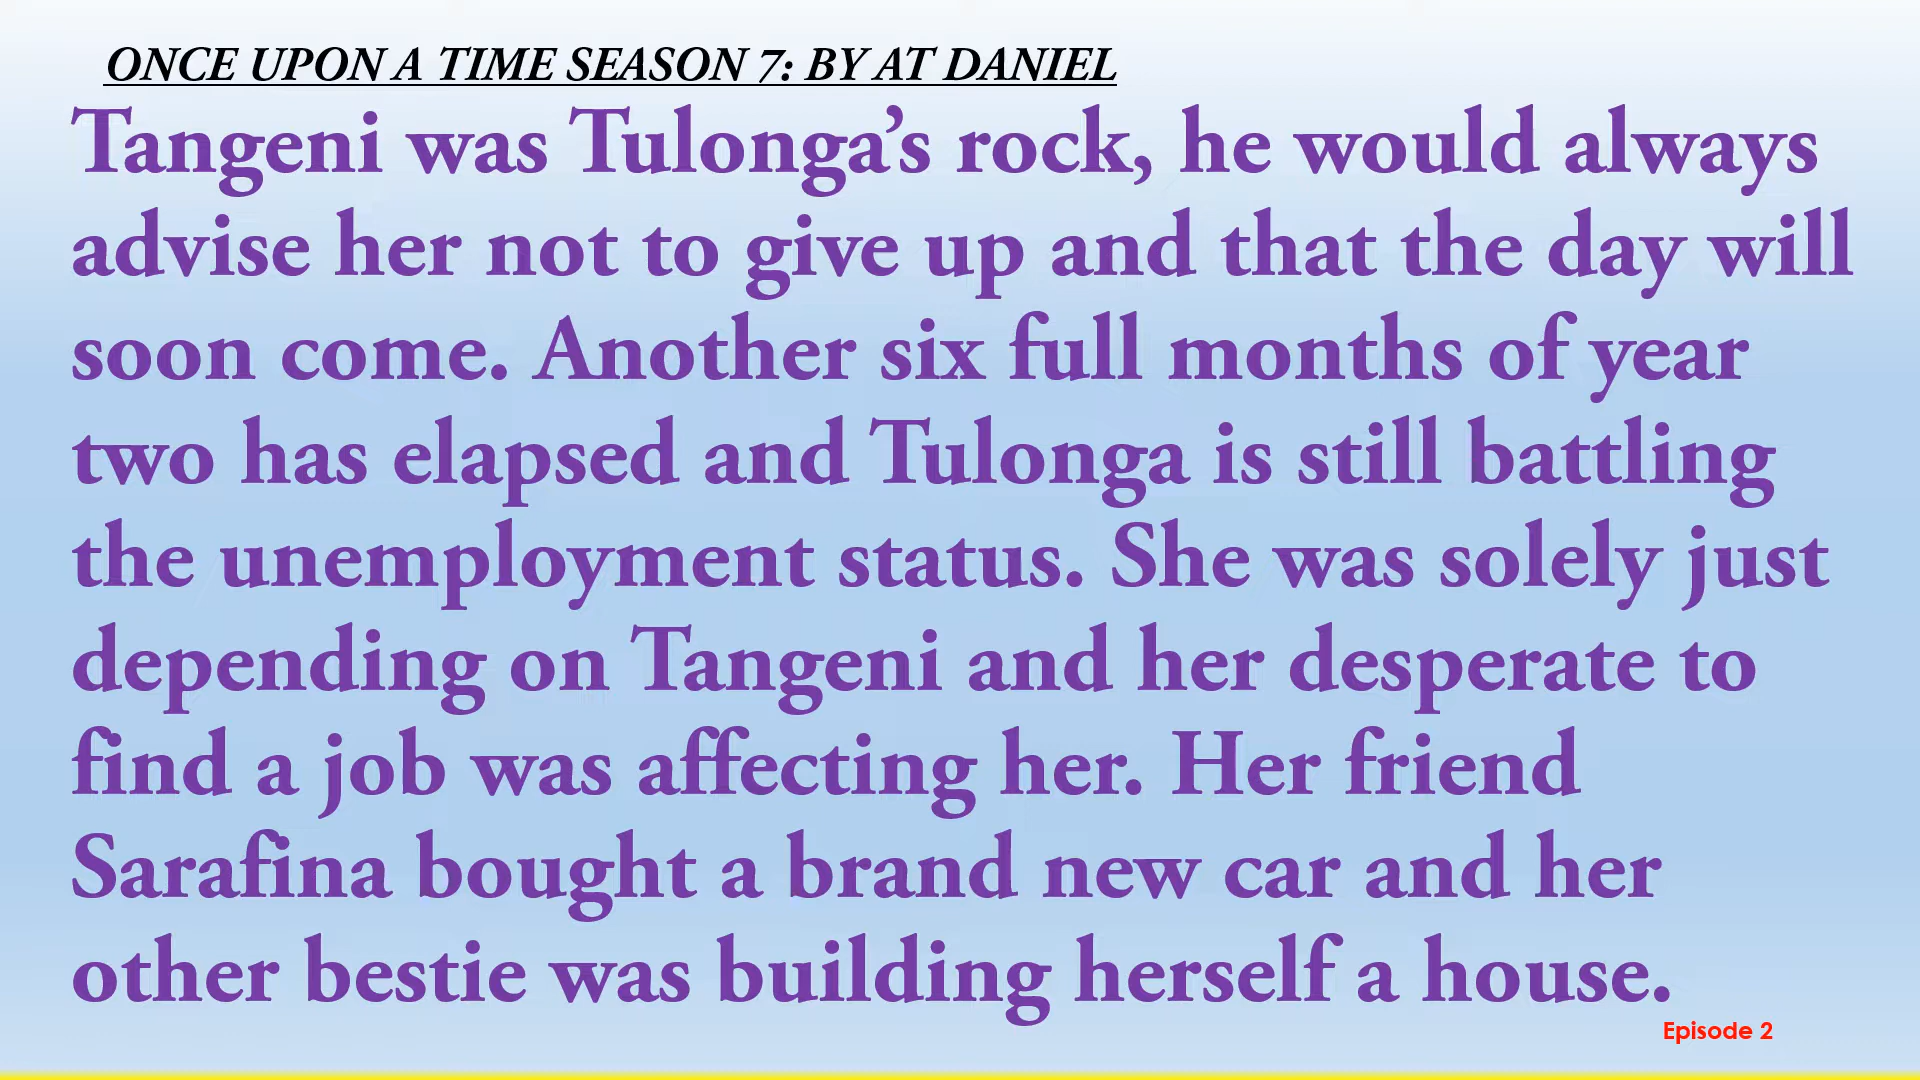 ONCE UPON A TIME SEASON 7: BY AT DANIEL
Tangeni was Tulonga’s rock, he would always
advise her not to give up and that the day will
soon come. Another six full months of year
two has elapsed and Tulonga is still battling
the unemployment status. She was solely just
depending on Tangeni and her desperate to
find a job was affecting her. Her friend
Sarafina bought a brand new car and her
other bestie was building herself a house.
Episode 2